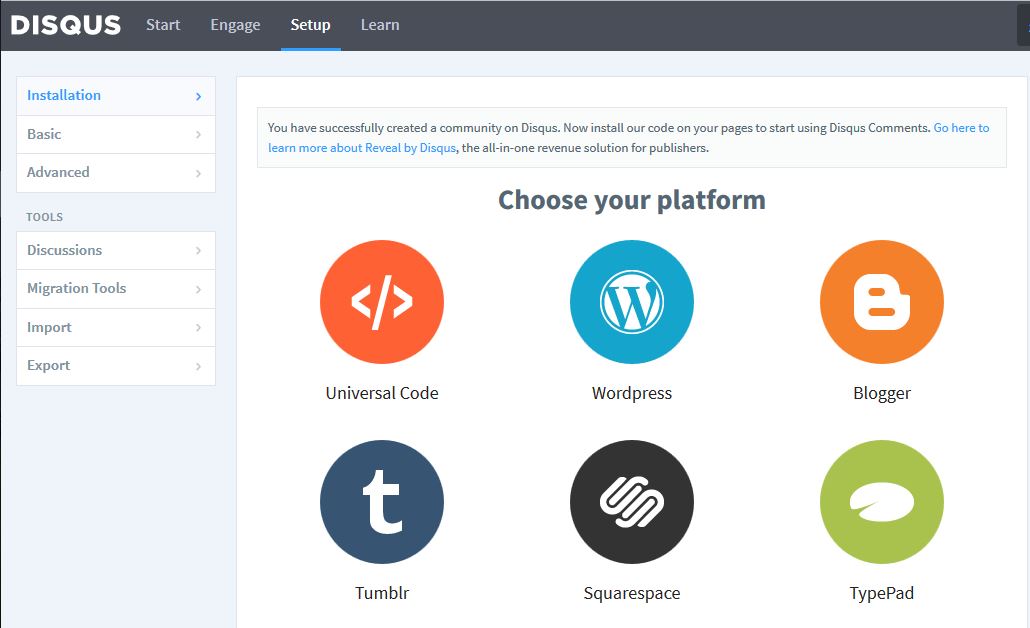 DISQUS Start Engage Setup Learn
Installation
Basic
Advanced
TOOLS
Discussions
Migration Tools
Import
Export
You have successfully created a community on Disqus. Now install our code on your pages to start using Disqus Comments. Go here to
learn more about Reveal by Disqus, the all-in-one revenue solution for publishers.
Choose your platform
Universal Code Wordpress Blogger
Tumblr Squarespace TypePad